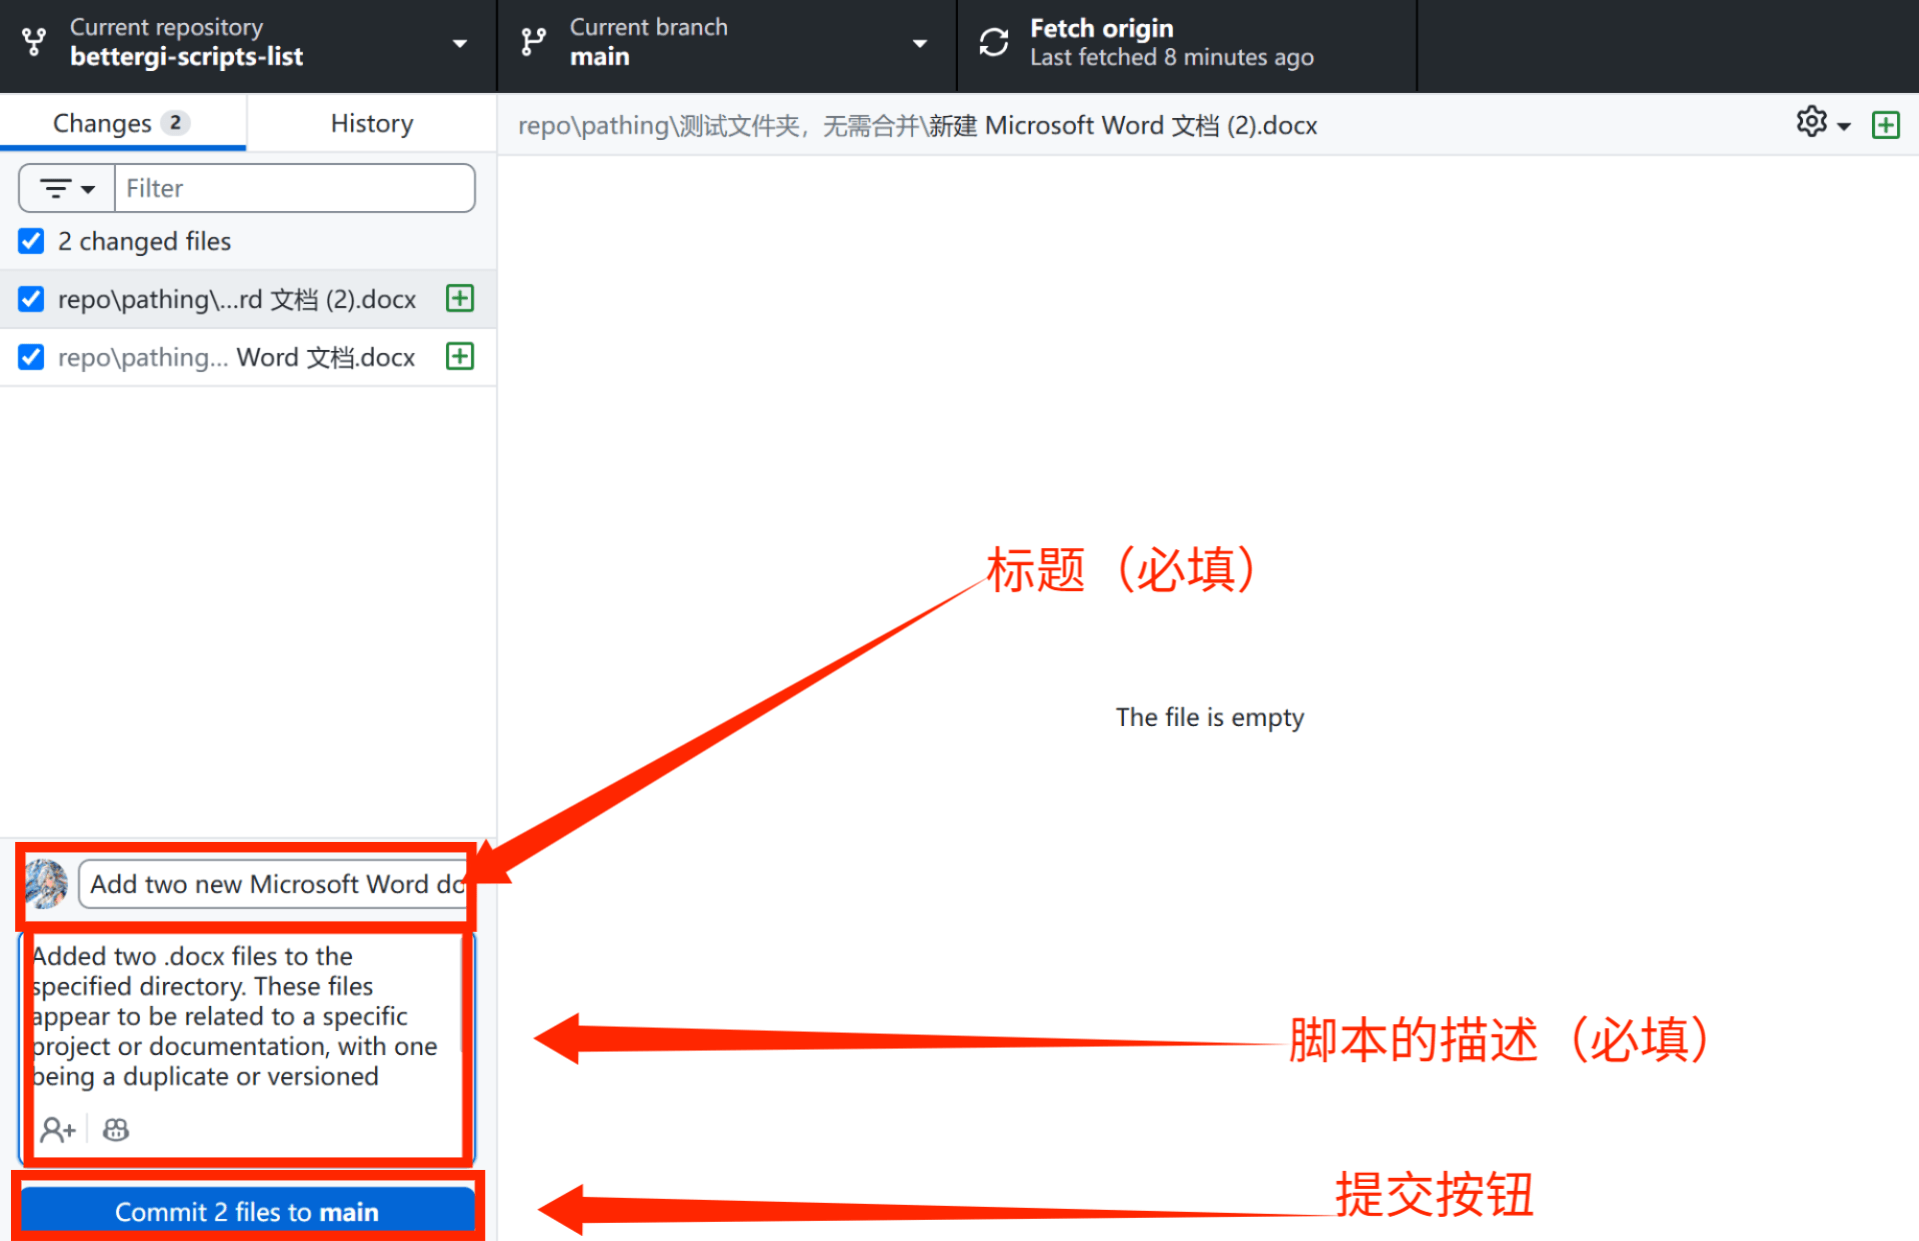 Current repository
bettergi-scripts-list
Current branch
main
Fetch origin
Last fetched 8 minutes ago
Changes 2
History
repo\pathing\测试文件夹，无需合并\新建 Microsoft Word 文档 (2).docx
Filter
2 changed files
repo\pathing\...rd 文档 (2).docx
repo\pathing... Word 文档.docx
标题（必填）
The file is empty
Add two new Microsoft Word do
Added two .docx files to the
specified directory. These files
appear to be related to a specific
project or documentation, with one
being a duplicate or versioned
脚本的描述（必填）
提交按钮
Commit 2 files to main